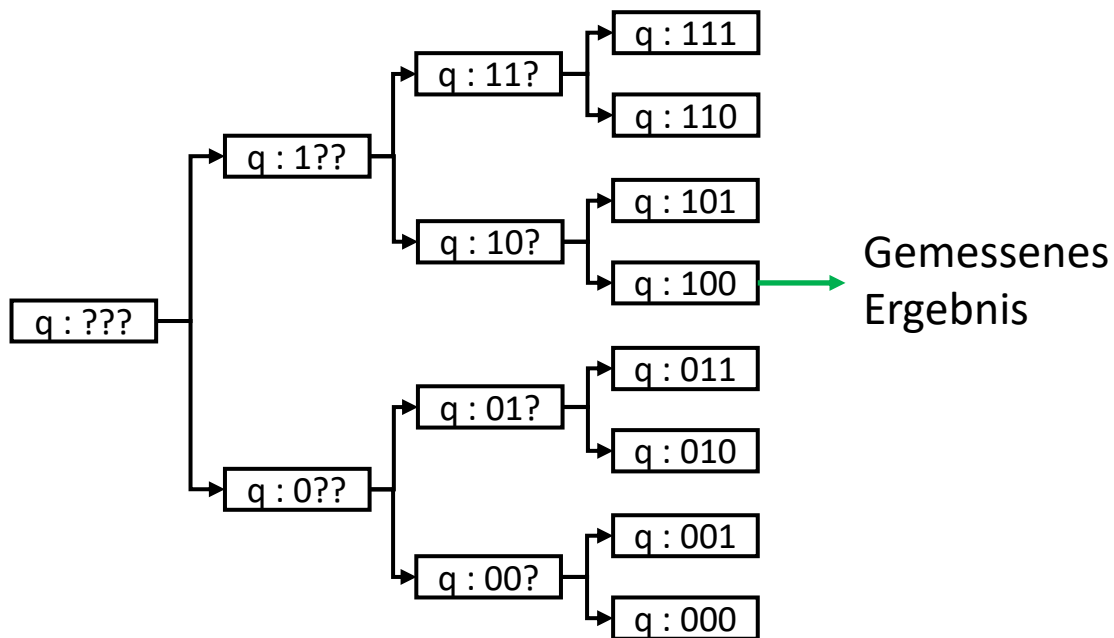 q : 111
q : 11?
q : 110
q : 1??
q : 101
q : 10?
q : 100
Gemessenes
Ergebnis
q : ???
q : 011
q : 01?
q : 010
q : 0??
q : 001
q : 00?
q : 000